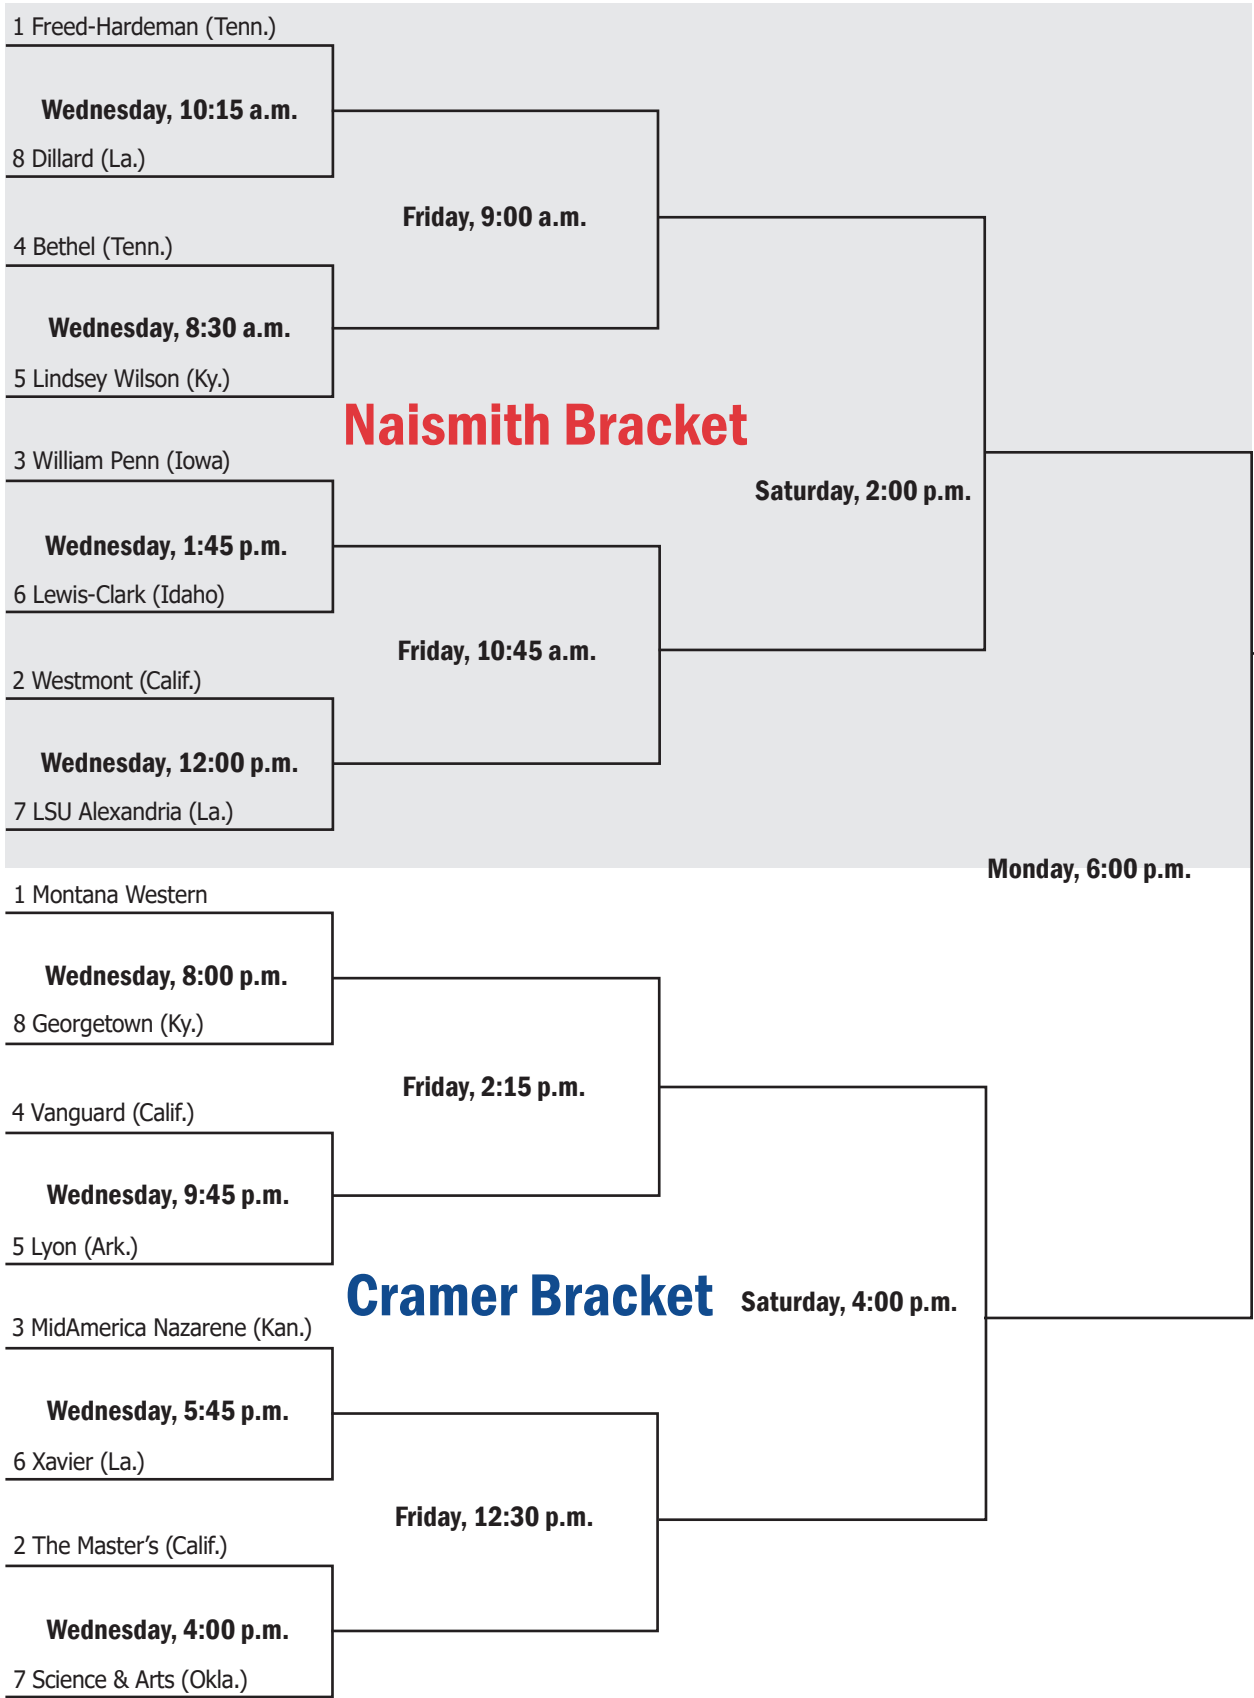 1 Freed-Hardeman (Tenn.)
Wednesday, 10:15 a.m.
8 Dillard (La.)
Friday, 9:00 a.m.
4 Bethel (Tenn.)
Wednesday, 8:30 a.m.
5 Lindsey Wilson (Ky.)
Naismith Bracket
3 William Penn (Iowa)
Saturday, 2:00 p.m.
Wednesday, 1:45 p.m.
6 Lewis-Clark (Idaho)
Friday, 10:45 a.m.
2 Westmont (Calif.)
Wednesday, 12:00 p.m.
7 LSU Alexandria (La.)
Monday, 6:00 p.m.
1 Montana Western
Wednesday, 8:00 p.m.
8 Georgetown (Ky.)
Friday, 2:15 p.m.
4 Vanguard (Calif.)
Wednesday, 9:45 p.m.
5 Lyon (Ark.)
Cramer Bracket
Saturday, 4:00 p.m.
3 MidAmerica Nazarene (Kan.)
Wednesday, 5:45 p.m.
6 Xavier (La.)
Friday, 12:30 p.m.
2 The Master’s (Calif.)
Wednesday, 4:00 p.m.
7 Science & Arts (Okla.)